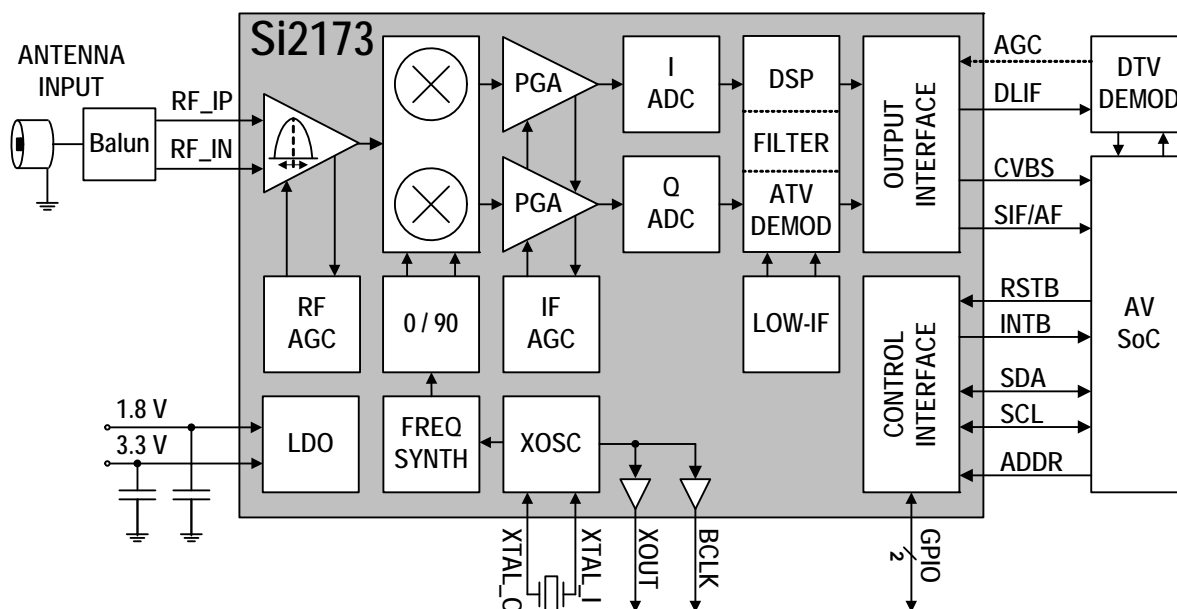 Si2173
ANTENNA
INPUT
RF_IP
RF_IN
Balun
PGA
PGA
I
ADC
Q
ADC
DSP
FILTER
ATV
DEMOD
OUTPUT
INTERFACE
AGC
DLIF
CVBS
SIF/AF
DTV
DEMOD
RF
AGC
0 / 90
IF
AGC
LOW-IF
CONTROL
INTERFACE
RSTB
INTB
SDA
SCL
ADDR
AV
SoC
1.8 V
3.3 V
LDO
FREQ
SYNTH
XOSC
XTAL_O
XTAL_I
XOUT
BCLK
GPIO
2